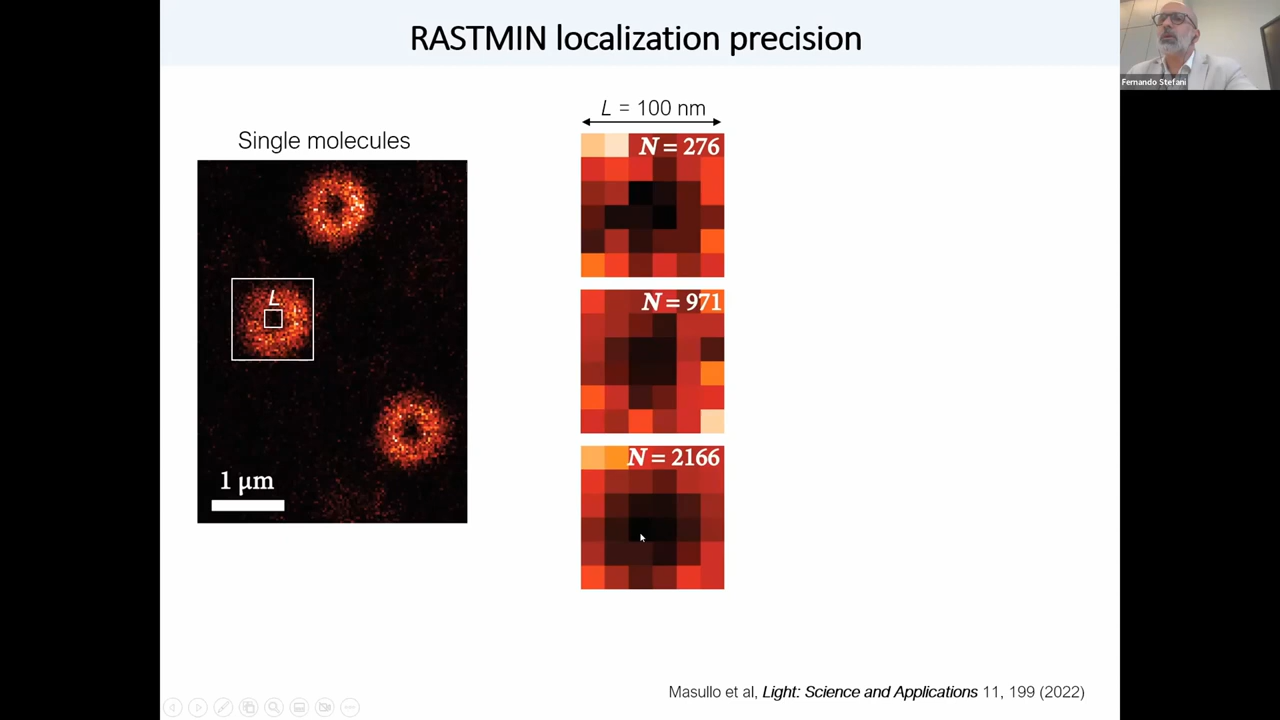 RASTMIN localization precision
Fernando Stefani
L = 100 nm
Single molecules
N = 276
L
N = 971
N = 2166
1 µm
Masullo et al, Light: Science and Applications 11, 199 (2022)